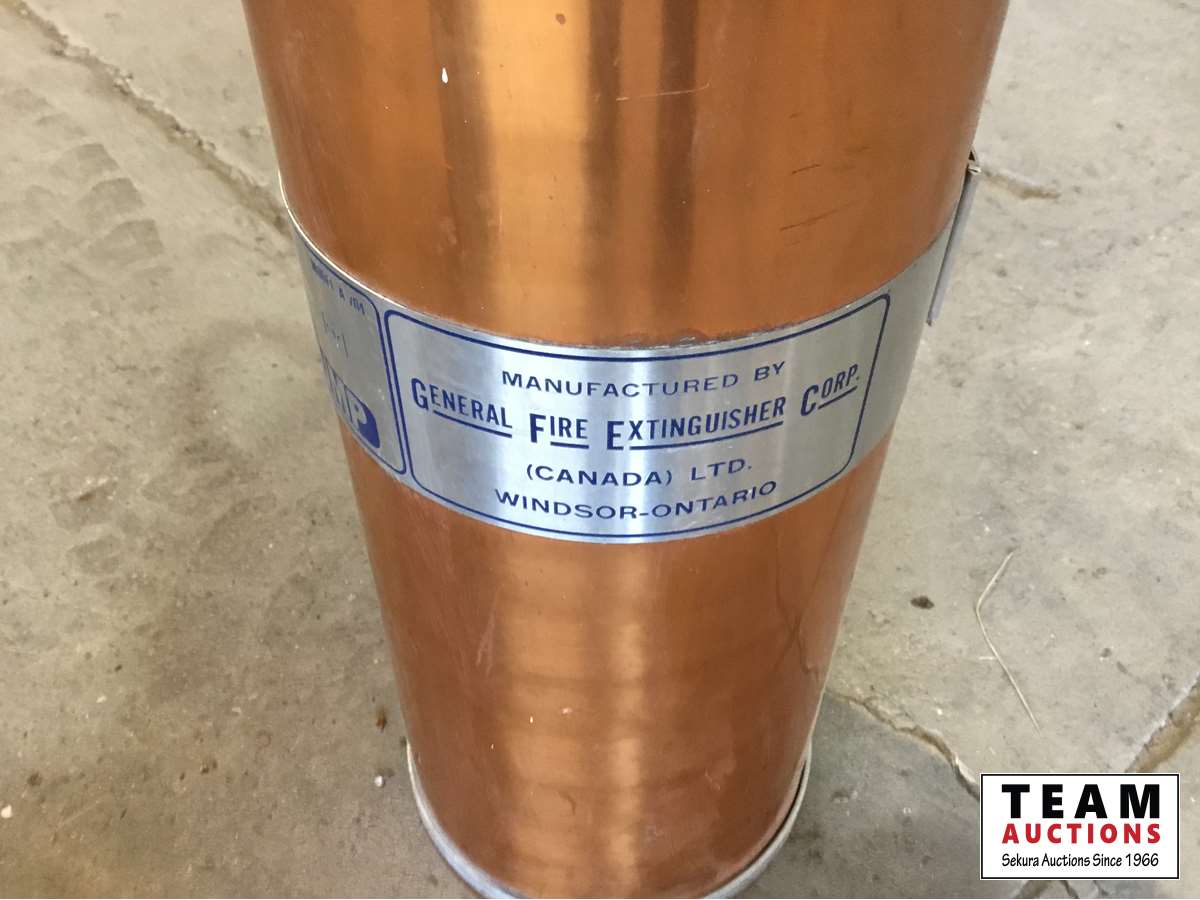 MANUFACTURED BY
GENERAL FIRE EXTINGUISHER CORP.
(CANADA) LTD.
WINDSOR-ONTARIO
TEAM
AUCTIONS
Sekura Auctions Since 1966